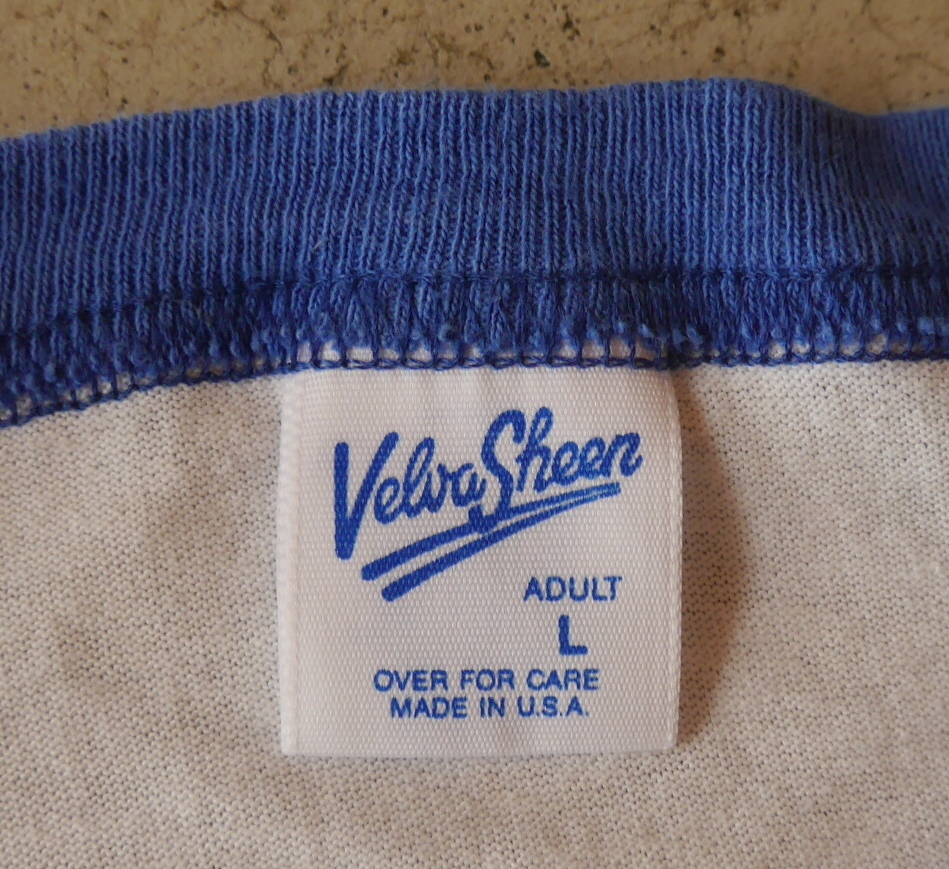 Velva Sheen
ADULT
L
OVER FOR CARE
MADE IN U.S.A.